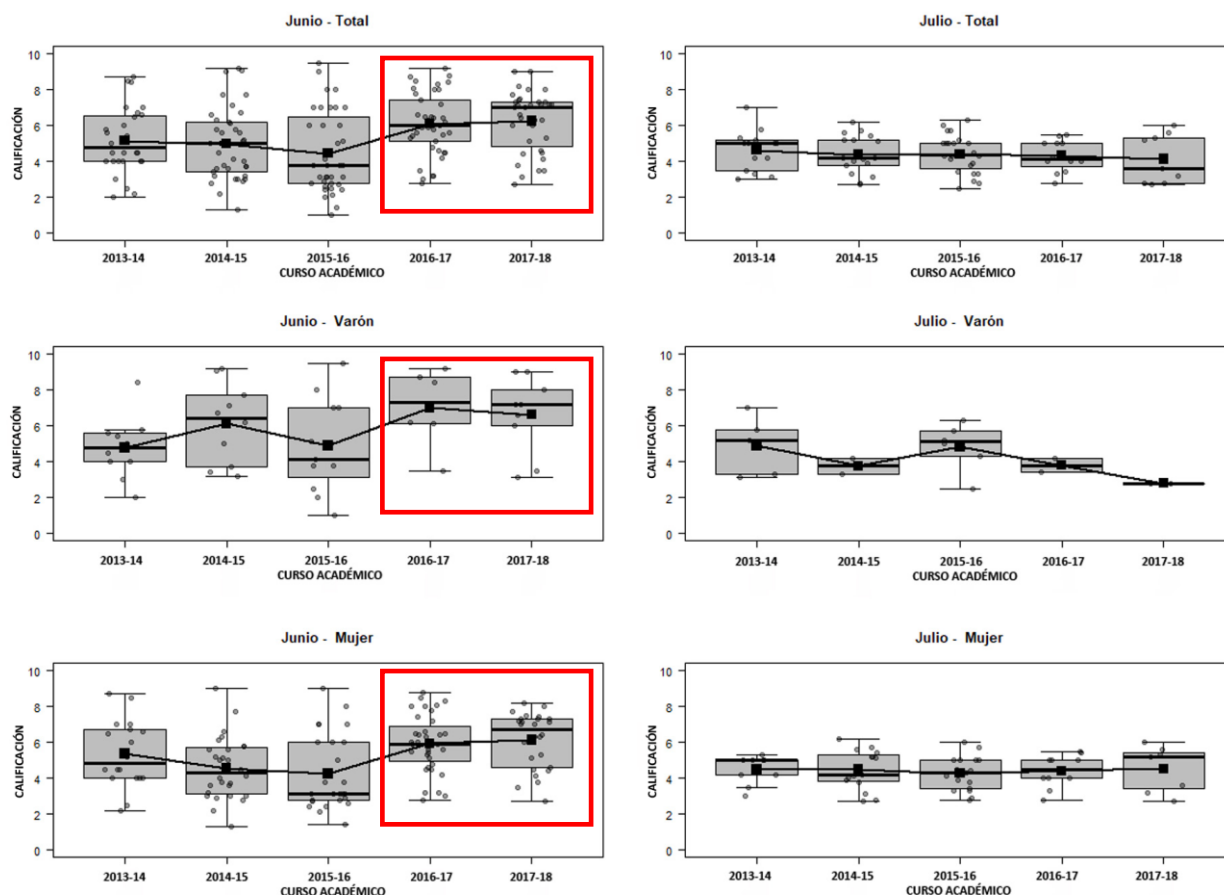 Junio - Total
CALIFICACIÓN
10
8
6
4
2
0
2013-14 2014-15 2015-16 2016-17 2017-18
CURSO ACADÉMICO
Julio - Total
CALIFICACIÓN
10
8
6
4
2
0
2013-14 2014-15 2015-16 2016-17 2017-18
CURSO ACADÉMICO
Junio - Varón
CALIFICACIÓN
10
8
6
4
2
0
2013-14 2014-15 2015-16 2016-17 2017-18
CURSO ACADÉMICO
Julio - Varón
CALIFICACIÓN
10
8
6
4
2
0
2013-14 2014-15 2015-16 2016-17 2017-18
CURSO ACADÉMICO
Junio - Mujer
CALIFICACIÓN
10
8
6
4
2
0
2013-14 2014-15 2015-16 2016-17 2017-18
CURSO ACADÉMICO
Julio - Mujer
CALIFICACIÓN
10
8
6
4
2
0
2013-14 2014-15 2015-16 2016-17 2017-18
CURSO ACADÉMICO